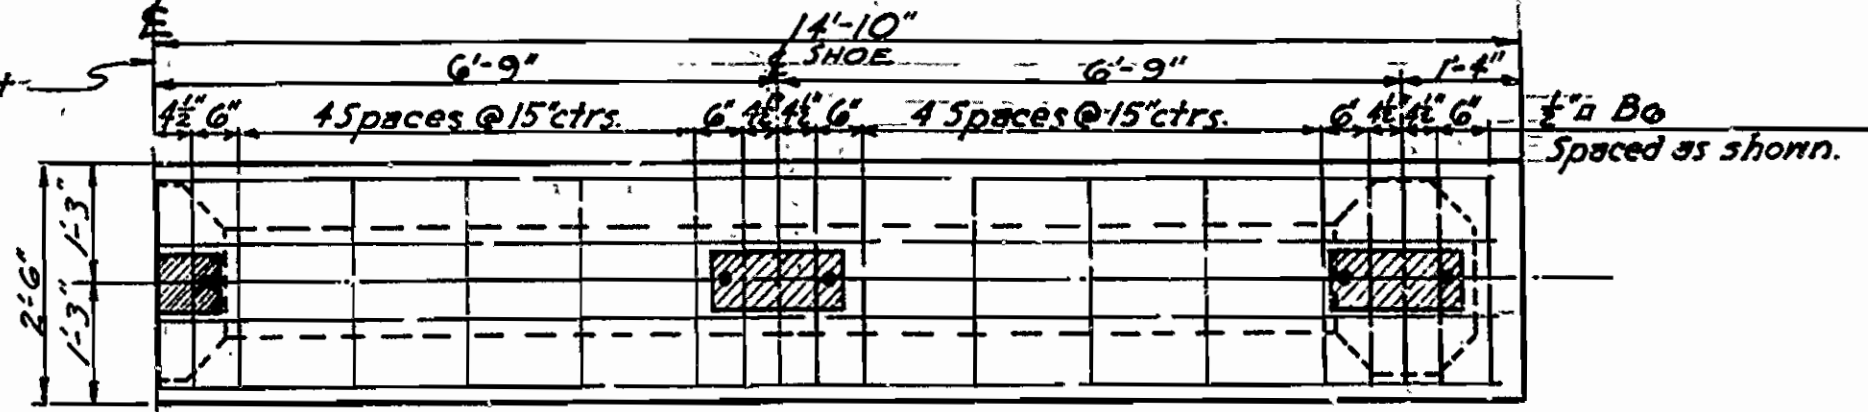 ℄
14'-10"
℄ SHOE
6'-9" 6'-9" 1'-4"
4½" 6" 4 Spaces @ 15" ctrs. 6" 4½" 4½" 6" 4 Spaces @ 15" ctrs. 6" 4½" 4½" 6" ½"□ B@
Spaced as shown.
2'-6"
1'-3"
1'-3"